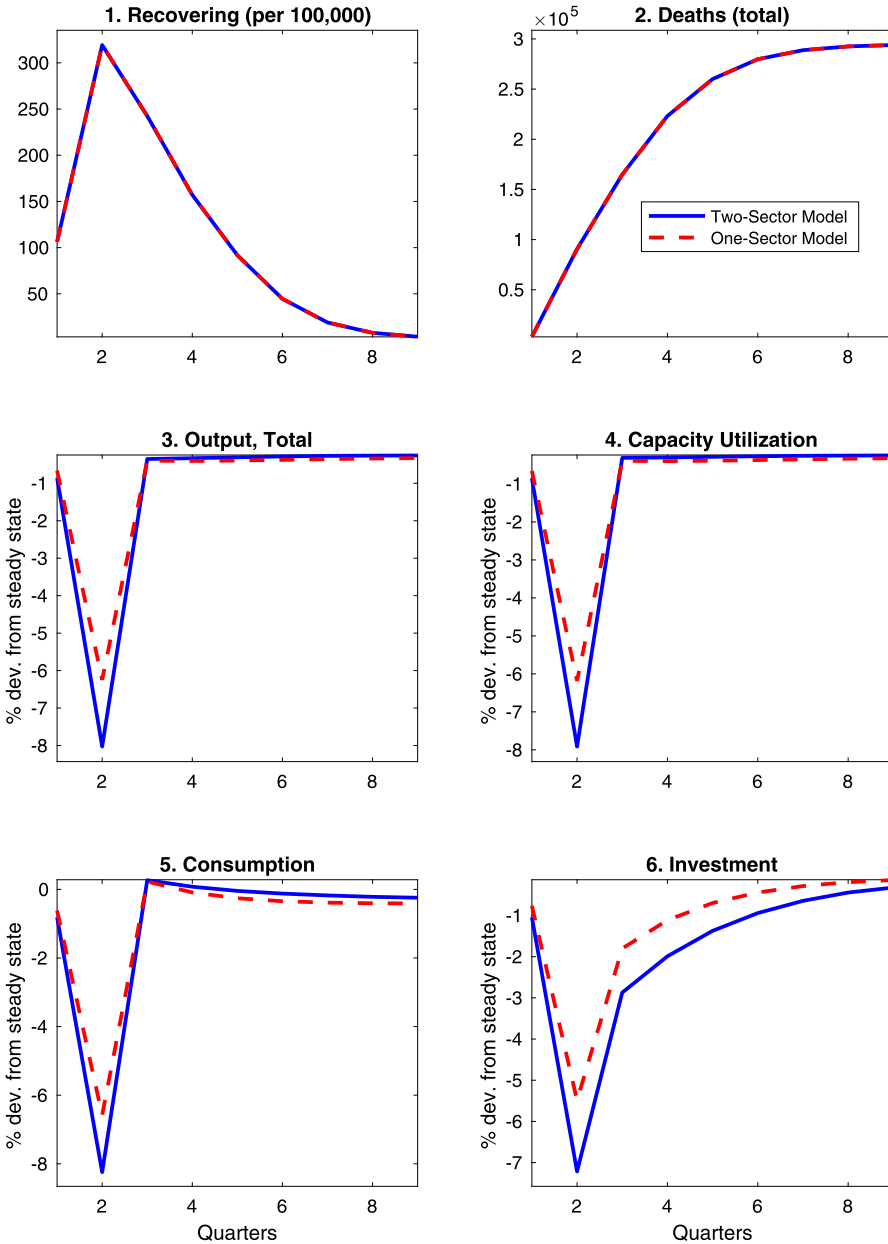 1. Recovering (per 100,000)
300
250
200
150
100
50
2 4 6 8
2. Deaths (total)
×10⁵
3
2.5
2
1.5
1
0.5
2 4 6 8
Two-Sector Model
One-Sector Model
3. Output, Total
% dev. from steady state
-1
-2
-3
-4
-5
-6
-7
-8
2 4 6 8
4. Capacity Utilization
% dev. from steady state
-1
-2
-3
-4
-5
-6
-7
-8
2 4 6 8
5. Consumption
% dev. from steady state
0
-2
-4
-6
-8
2 4 6 8
Quarters
6. Investment
% dev. from steady state
-1
-2
-3
-4
-5
-6
-7
2 4 6 8
Quarters